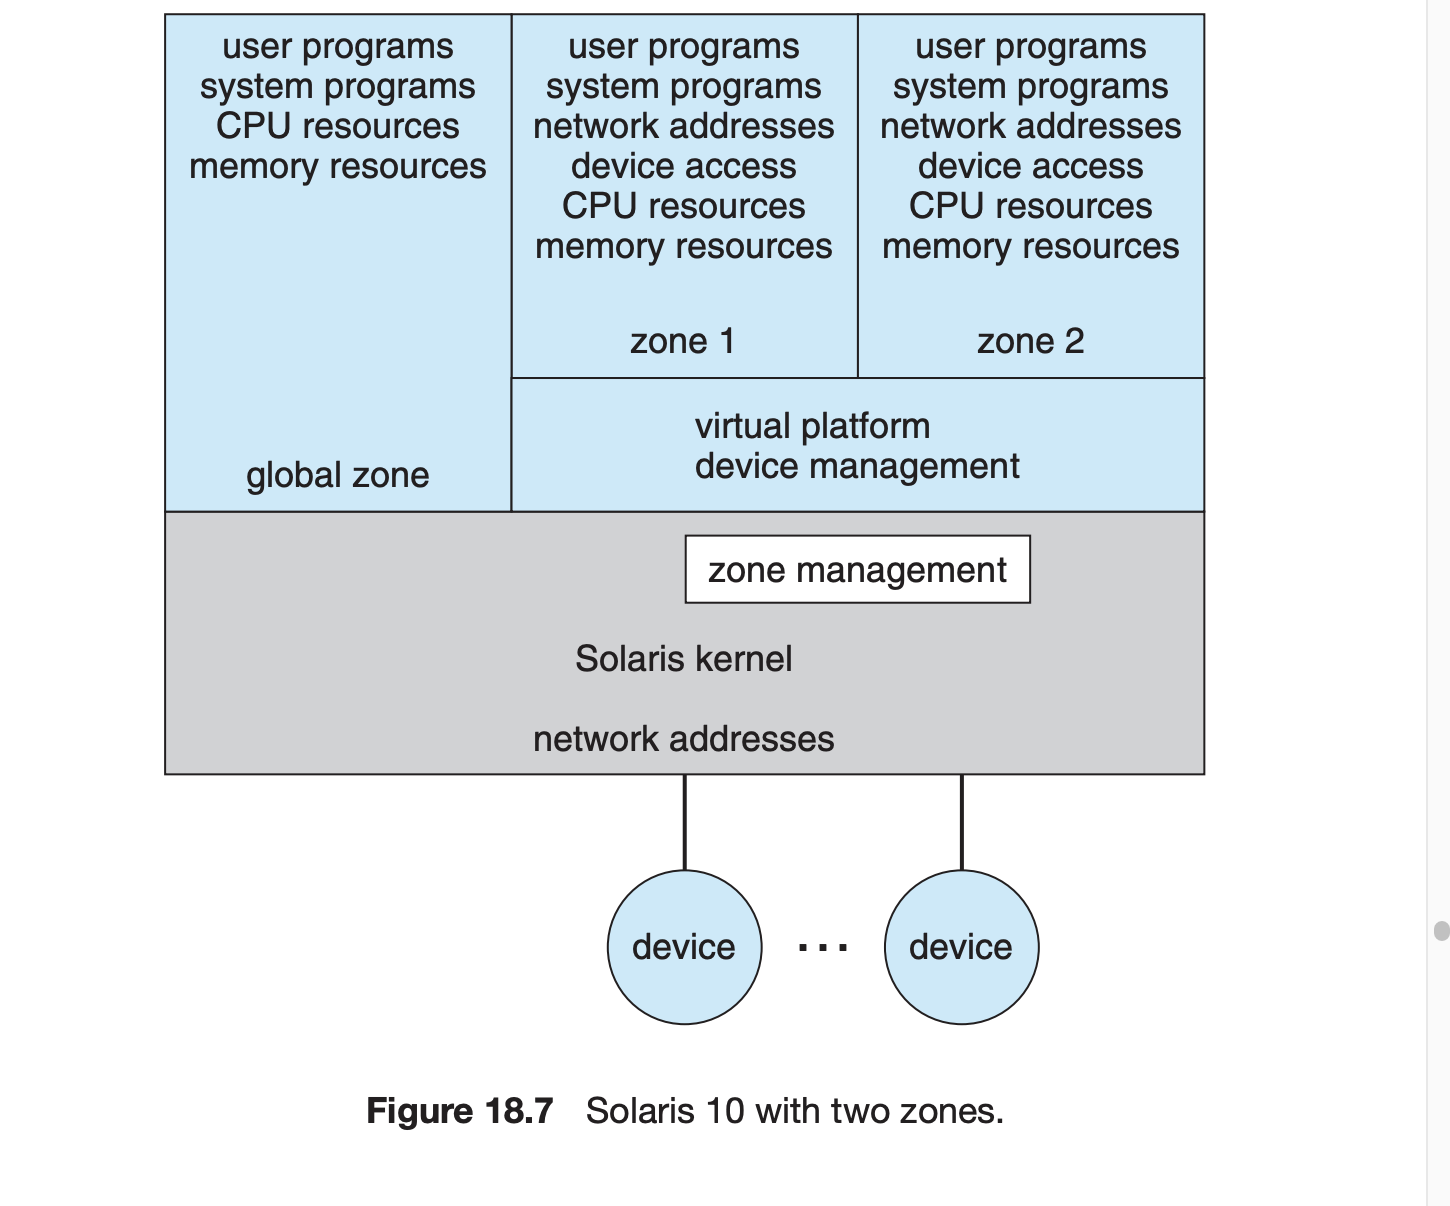 user programs
system programs
CPU resources
memory resources
global zone
user programs
system programs
network addresses
device access
CPU resources
memory resources
zone 1
user programs
system programs
network addresses
device access
CPU resources
memory resources
zone 2
virtual platform
device management
zone management
Solaris kernel
network addresses
device
...
device
Figure 18.7 Solaris 10 with two zones.